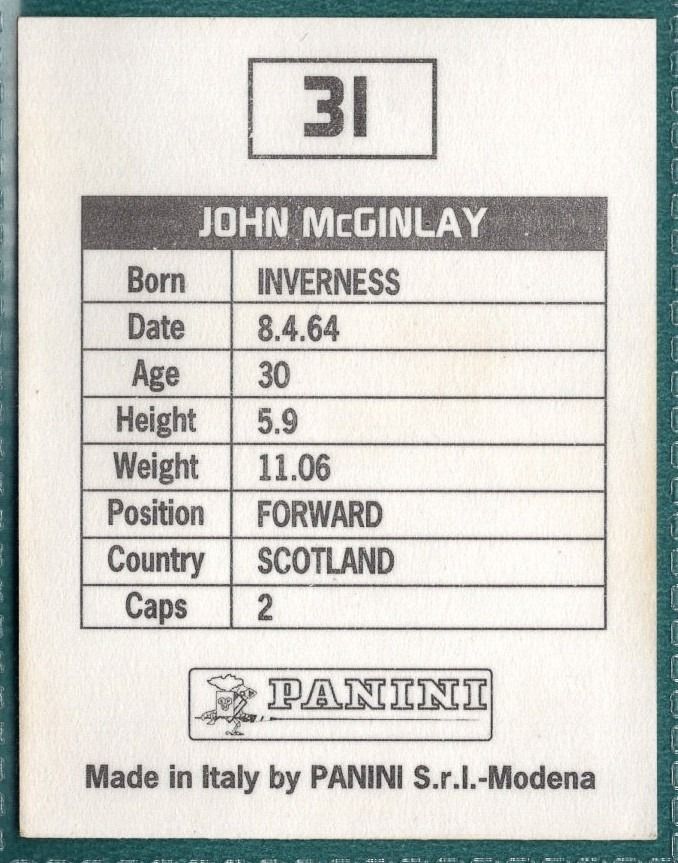 31
JOHN McGINLAY
Born INVERNESS
Date 8.4.64
Age 30
Height 5.9
Weight 11.06
Position FORWARD
Country SCOTLAND
Caps 2
PANINI
Made in Italy by PANINI S.r.l.-Modena